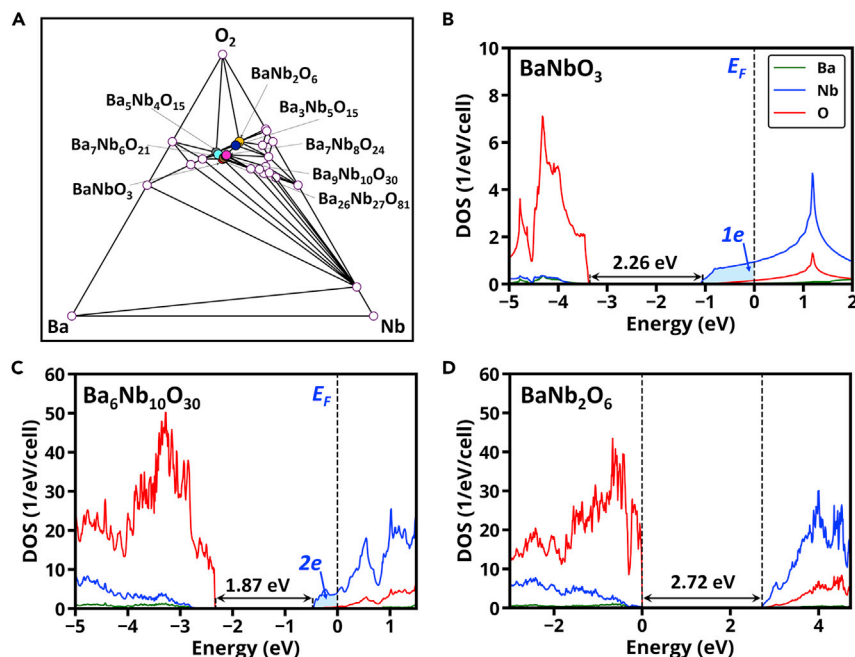 A
O₂
BaNb₂O₆
Ba₅Nb₄O₁₅
Ba₃Nb₅O₁₅
Ba₇Nb₆O₂₁
Ba₇Nb₈O₂₄
BaNbO₃
Ba₉Nb₁₀O₃₀
Ba₂₆Nb₂₇O₈₁
Ba
Nb
B
BaNbO₃
E_F
Ba
Nb
O
1e
2.26 eV
DOS (1/eV/cell)
10
8
6
4
2
0
−5 −4 −3 −2 −1 0 1 2
Energy (eV)
C
Ba₆Nb₁₀O₃₀
E_F
2e
1.87 eV
DOS (1/eV/cell)
60
50
40
30
20
10
0
−5 −4 −3 −2 −1 0 1
Energy (eV)
D
BaNb₂O₆
2.72 eV
DOS (1/eV/cell)
60
50
40
30
20
10
0
−2 0 2 4
Energy (eV)